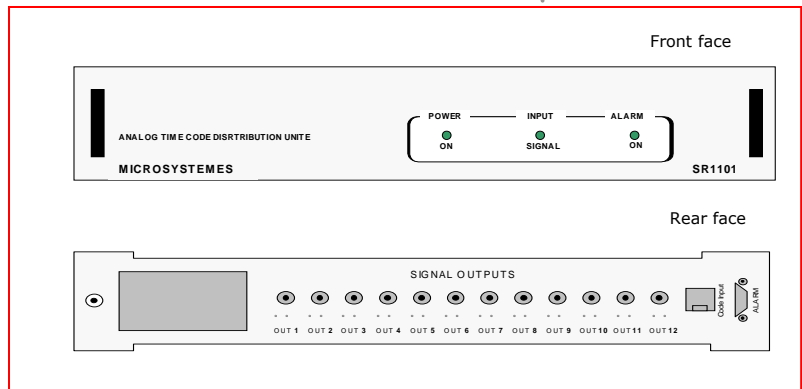 Front face
POWER INPUT ALARM
ANALOG TIME CODE DISRTRIBUTION UNITE
ON SIGNAL ON
MICROSYSTEMES SR1101
Rear face
SIGNAL OUTPUTS
OUT 1 OUT 2 OUT 3 OUT 4 OUT 5 OUT 6 OUT 7 OUT 8 OUT 9 OUT 10 OUT 11 OUT 12
Code Input
ALARM